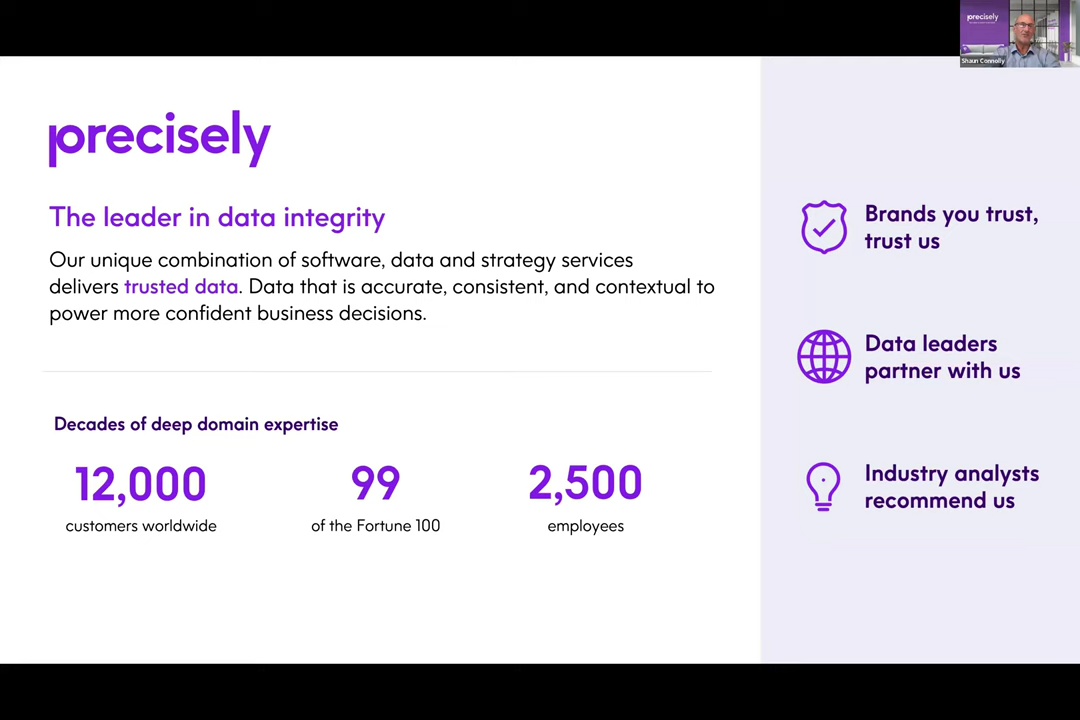 precisely
Shaun Connolly
precisely
The leader in data integrity
Our unique combination of software, data and strategy services
delivers trusted data. Data that is accurate, consistent, and contextual to
power more confident business decisions.
Decades of deep domain expertise
12,000
customers worldwide
99
of the Fortune 100
2,500
employees
Brands you trust,
trust us
Data leaders
partner with us
Industry analysts
recommend us